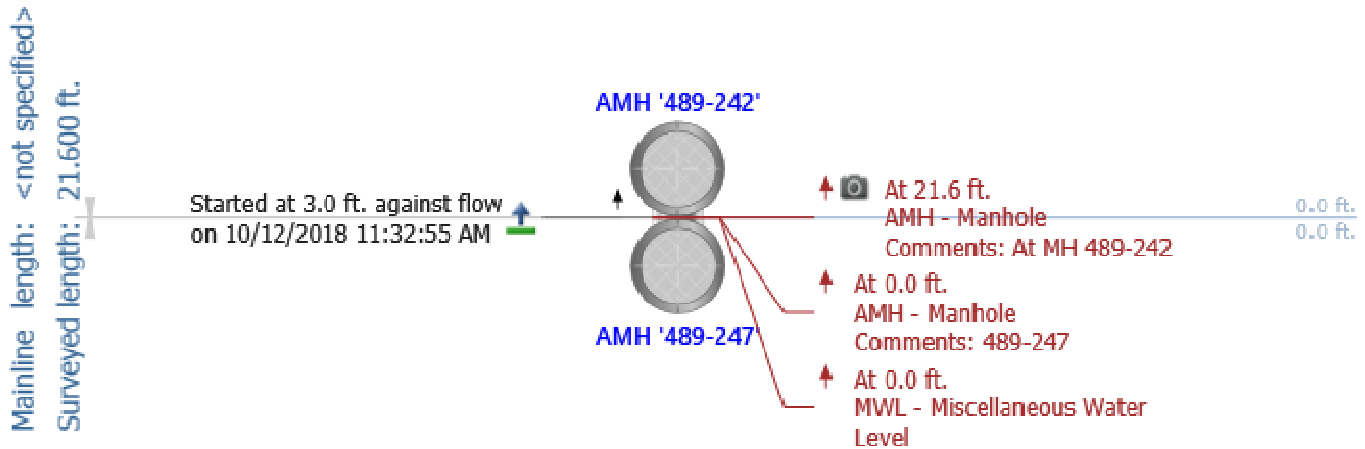 Mainline length: <not specified>
Surveyed length: 21.600 ft.
AMH '489-242'
Started at 3.0 ft. against flow
on 10/12/2018 11:32:55 AM
At 21.6 ft.
AMH - Manhole
Comments: At MH 489-242
0.0 ft.
0.0 ft.
At 0.0 ft.
AMH - Manhole
Comments: 489-247
AMH '489-247'
At 0.0 ft.
MWL - Miscellaneous Water
Level